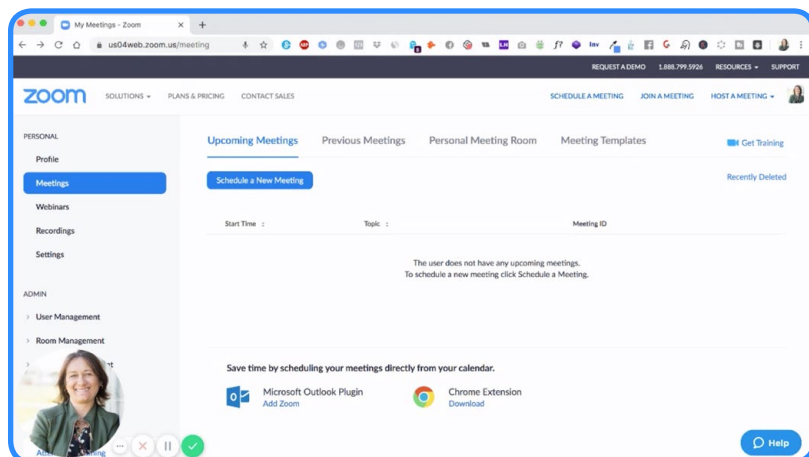 My Meetings - Zoom
us04web.zoom.us/meeting
REQUEST A DEMO 1.888.799.5926 RESOURCES SUPPORT
zoom SOLUTIONS PLANS & PRICING CONTACT SALES SCHEDULE A MEETING JOIN A MEETING HOST A MEETING
PERSONAL
Profile
Meetings
Webinars
Recordings
Settings
ADMIN
User Management
Room Management
Upcoming Meetings Previous Meetings Personal Meeting Room Meeting Templates Get Training
Schedule a New Meeting Recently Deleted
Start Time Topic Meeting ID
The user does not have any upcoming meetings.
To schedule a new meeting click Schedule a Meeting.
Save time by scheduling your meetings directly from your calendar.
Microsoft Outlook Plugin Chrome Extension
Add Zoom Download
Help